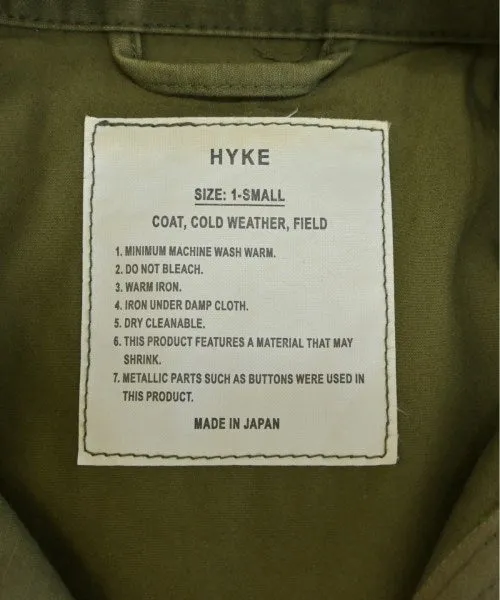 HYKE
SIZE: 1-SMALL
COAT, COLD WEATHER, FIELD
1. MINIMUM MACHINE WASH WARM.
2. DO NOT BLEACH.
3. WARM IRON.
4. IRON UNDER DAMP CLOTH.
5. DRY CLEANABLE.
6. THIS PRODUCT FEATURES A MATERIAL THAT MAY
SHRINK.
7. METALLIC PARTS SUCH AS BUTTONS WERE USED IN
THIS PRODUCT.
MADE IN JAPAN